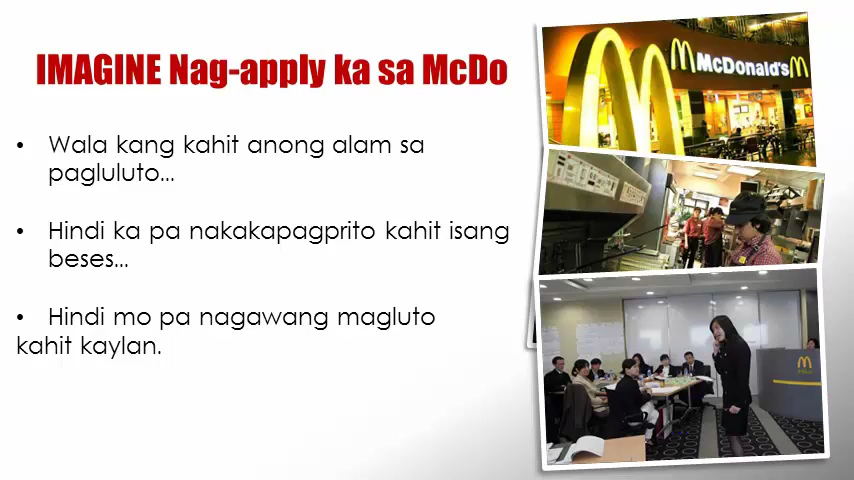 IMAGINE Nag-apply ka sa McDo
• Wala kang kahit anong alam sa
pagluluto...
• Hindi ka pa nakakapagprito kahit isang
beses...
• Hindi mo pa nagawang magluto
kahit kaylan.
McDonald's